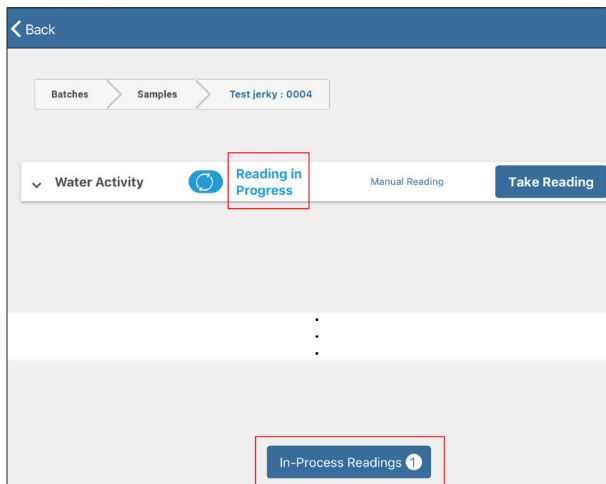 Back
Batches Samples Test jerky : 0004
Water Activity Reading in Progress Manual Reading Take Reading
In-Process Readings 1